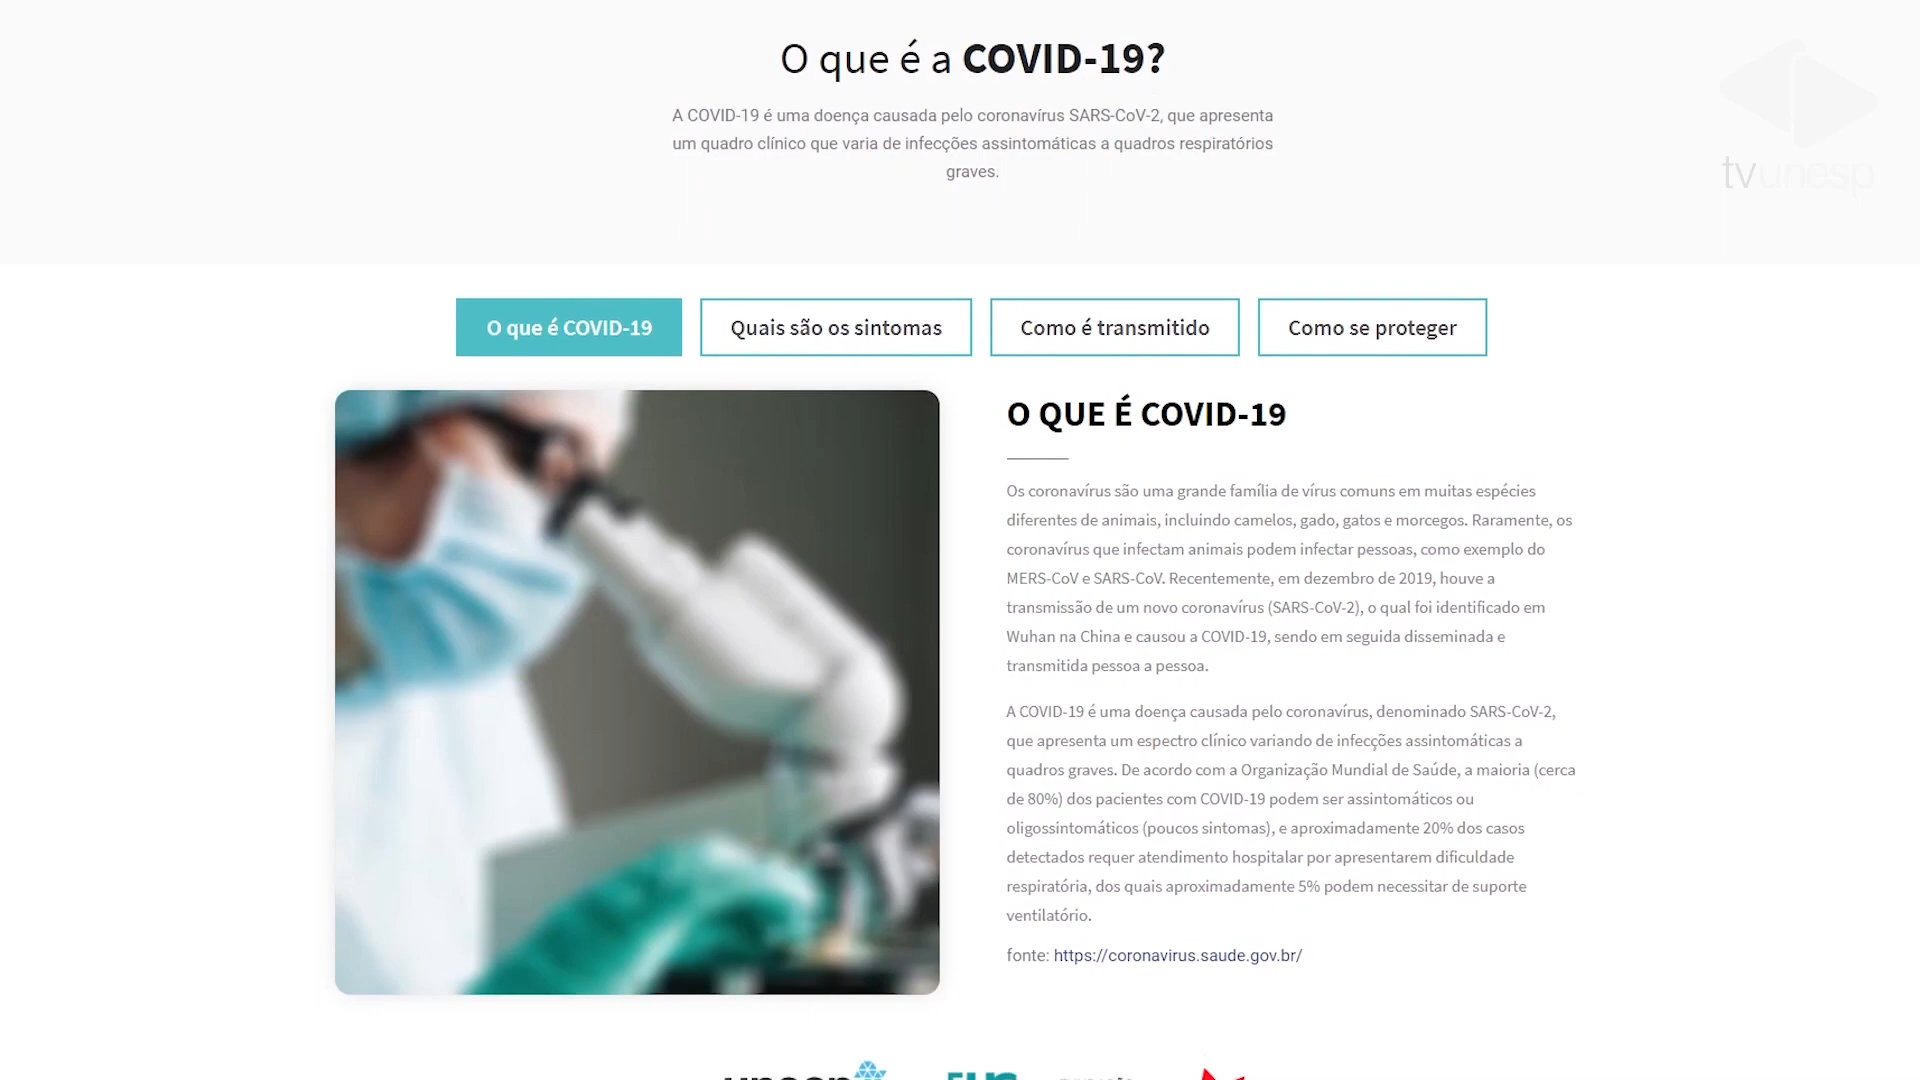 O que é a COVID-19?
A COVID-19 é uma doença causada pelo coronavírus SARS-CoV-2, que apresenta
um quadro clínico que varia de infecções assintomáticas a quadros respiratórios
graves.
tvunesp
O que é COVID-19
Quais são os sintomas
Como é transmitido
Como se proteger
O QUE É COVID-19
Os coronavírus são uma grande família de vírus comuns em muitas espécies
diferentes de animais, incluindo camelos, gado, gatos e morcegos. Raramente, os
coronavírus que infectam animais podem infectar pessoas, como exemplo do
MERS-CoV e SARS-CoV. Recentemente, em dezembro de 2019, houve a
transmissão de um novo coronavírus (SARS-CoV-2), o qual foi identificado em
Wuhan na China e causou a COVID-19, sendo em seguida disseminada e
transmitida pessoa a pessoa.
A COVID-19 é uma doença causada pelo coronavírus, denominado SARS-CoV-2,
que apresenta um espectro clínico variando de infecções assintomáticas a
quadros graves. De acordo com a Organização Mundial de Saúde, a maioria (cerca
de 80%) dos pacientes com COVID-19 podem ser assintomáticos ou
oligossintomáticos (poucos sintomas), e aproximadamente 20% dos casos
detectados requer atendimento hospitalar por apresentarem dificuldade
respiratória, dos quais aproximadamente 5% podem necessitar de suporte
ventilatório.
fonte: https://coronavirus.saude.gov.br/